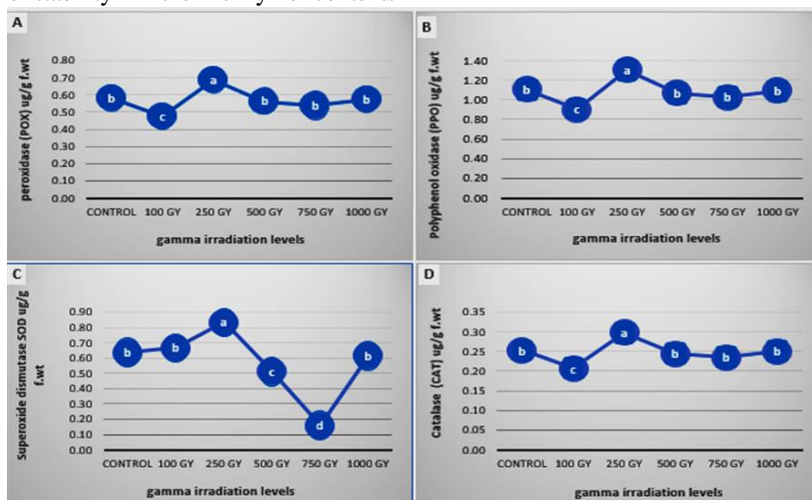 A
peroxidase (POX) ug/g f.wt
0.80
0.70
0.60
0.50
0.40
0.30
0.20
0.10
0.00
b c a b b b
CONTROL 100 GY 250 GY 500 GY 750 GY 1000 GY
gamma irradiation levels
B
Polyphenol oxidase (PPO) ug/g f.wt
1.40
1.20
1.00
0.80
0.60
0.40
0.20
0.00
b c a b b b
CONTROL 100 GY 250 GY 500 GY 750 GY 1000 GY
gamma irradiation levels
C
Superoxide dismutase SOD ug/g
f.wt
0.90
0.80
0.70
0.60
0.50
0.40
0.30
0.20
0.10
0.00
b b a c d b
CONTROL 100 GY 250 GY 500 GY 750 GY 1000 GY
gamma irradiation levels
D
Catalase (CAT) ug/g f.wt
0.35
0.30
0.25
0.20
0.15
0.10
0.05
0.00
b c a b b b
CONTROL 100 GY 250 GY 500 GY 750 GY 1000 GY
gamma irradiation levels